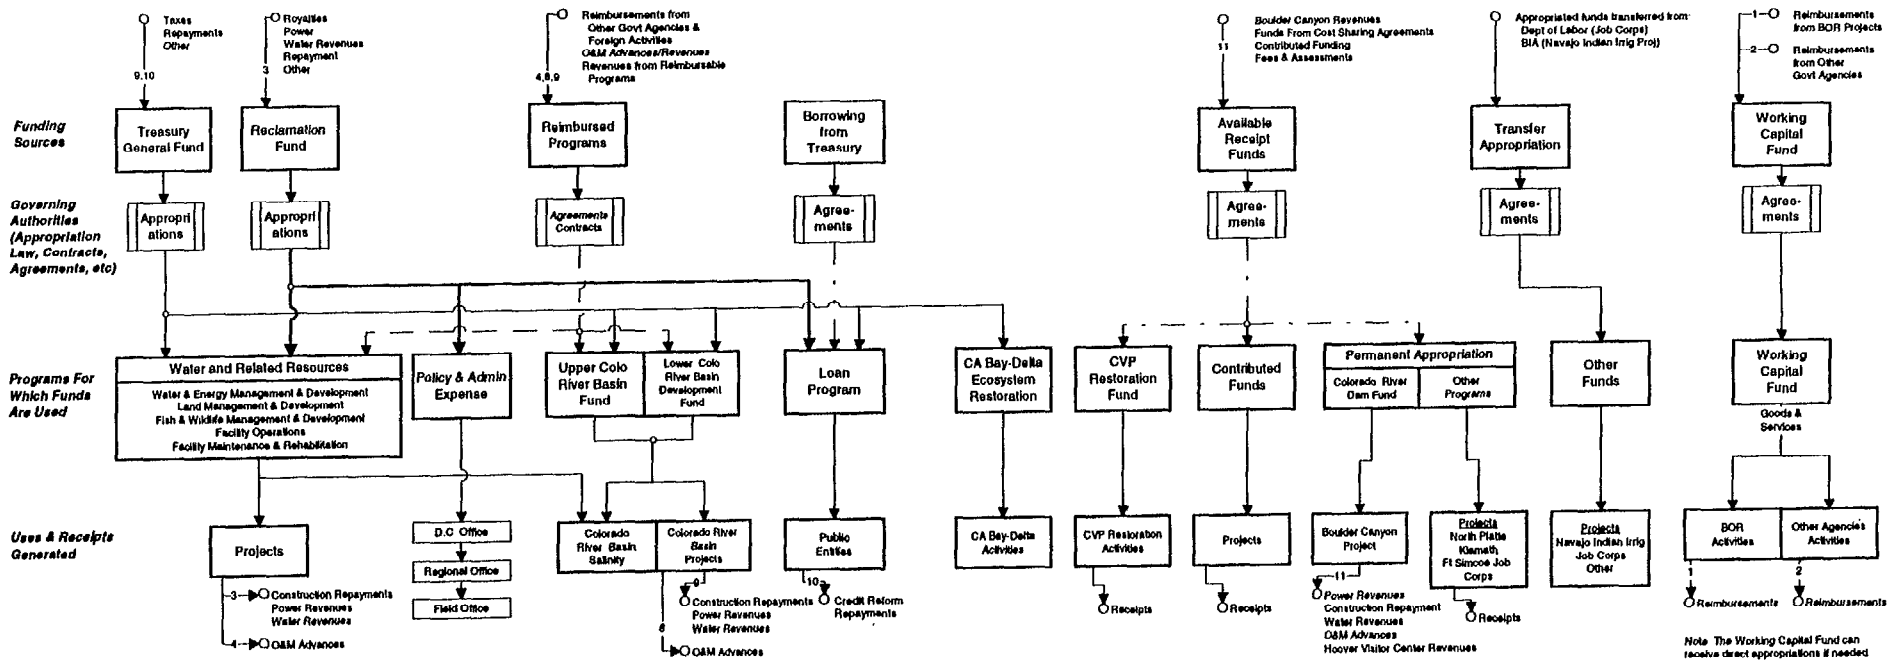 Taxes
Repayments
Other
9,10
Royalties
Power
Water Revenues
Repayment
Other
3
Reimbursements from
Other Govt Agencies &
Foreign Activities
O&M Advances/Revenues
Revenues from Reimbursable
Programs
4,8,9
Boulder Canyon Revenues
Funds From Cost Sharing Agreements
Contributed Funding
Fees & Assessments
11
Appropriated funds transferred from:
Dept of Labor (Job Corps)
BIA (Navajo Indian Irrig Proj)
1
Reimbursements
from BOR Projects
2
Reimbursements
from Other
Govt Agencies
Funding
Sources
Treasury
General Fund
Reclamation
Fund
Reimbursed
Programs
Borrowing
from
Treasury
Available
Receipt
Funds
Transfer
Appropriation
Working
Capital
Fund
Governing
Authorities
(Appropriation
Law, Contracts,
Agreements, etc)
Appropri
ations
Appropri
ations
Agreements
Contracts
Agree-
ments
Agree-
ments
Agree-
ments
Agree-
ments
Programs For
Which Funds
Are Used
Water and Related Resources
Water & Energy Management & Development
Land Management & Development
Fish & Wildlife Management & Development
Facility Operations
Facility Maintenance & Rehabilitation
Policy & Admin
Expense
Upper Colo
River Basin
Fund
Lower Colo
River Basin
Development
Fund
Loan
Program
CA Bay-Delta
Ecosystem
Restoration
CVP
Restoration
Fund
Contributed
Funds
Permanent Appropriation
Colorado River
Dam Fund
Other
Programs
Other
Funds
Working
Capital
Fund
Goods &
Services
Uses & Receipts
Generated
Projects
3
Construction Repayments
Power Revenues
Water Revenues
4
O&M Advances
D.C. Office
Regional Office
Field Office
Colorado
River Basin
Salinity
Colorado River
Basin
Projects
9
Construction Repayments
Power Revenues
Water Revenues
8
O&M Advances
Public
Entities
10
Credit Reform
Repayments
CA Bay-Delta
Activities
CVP Restoration
Activities
Receipts
Projects
Receipts
Boulder Canyon
Project
11
Power Revenues
Construction Repayment
Water Revenues
O&M Advances
Hoover Visitor Center Revenues
Projects
North Platte
Klamath
Ft Simcoe Job
Corps
Receipts
Projects
Navajo Indian Irrig
Job Corps
Other
BOR
Activities
Other Agencie's
Activities
1
Reimbursements
2
Reimbursements
Note The Working Capital Fund can
receive direct appropriations if needed